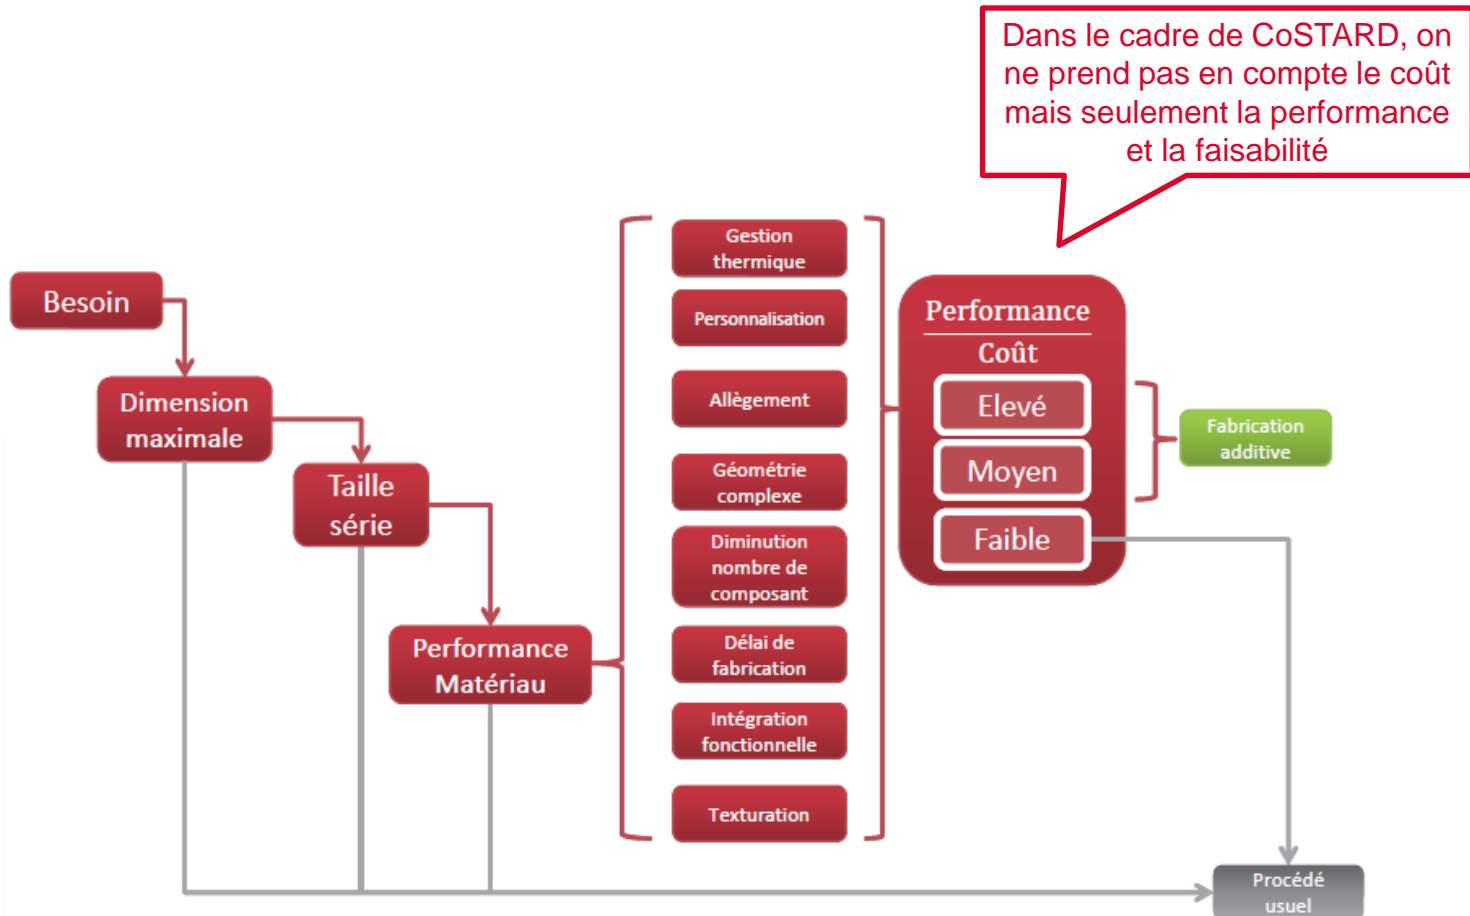 Dans le cadre de CoSTARD, on
ne prend pas en compte le coût
mais seulement la performance
et la faisabilité
Besoin
Dimension
maximale
Taille
série
Performance
Matériau
Gestion
thermique
Personnalisation
Allègement
Géométrie
complexe
Diminution
nombre de
composant
Délai de
fabrication
Intégration
fonctionnelle
Texturation
Performance
Coût
Elevé
Moyen
Faible
Fabrication
additive
Procédé
usuel